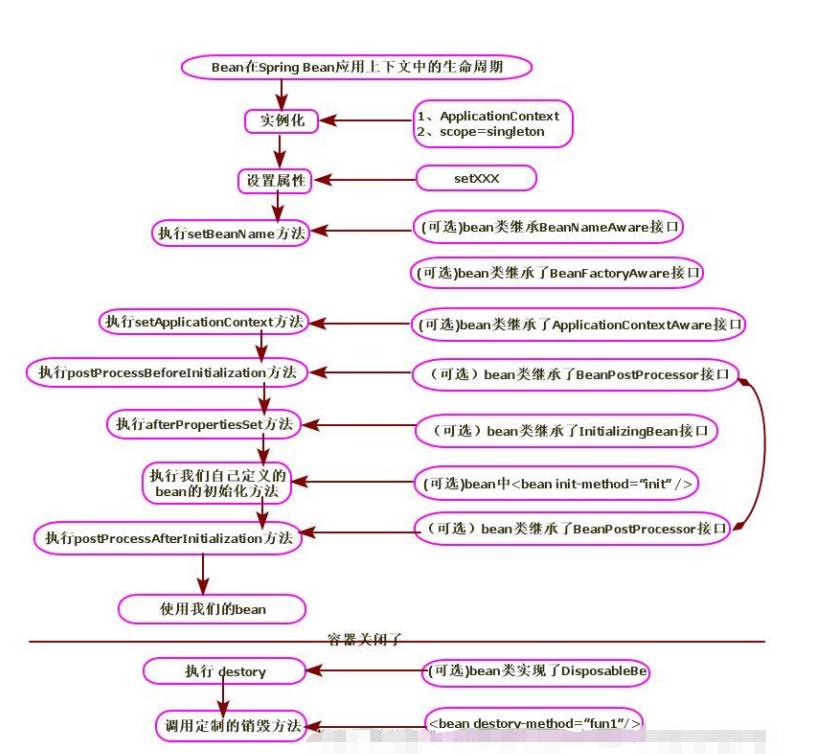 Bean在Spring Bean应用上下文中的生命周期
实例化
1、ApplicationContext
2、scope=singleton
设置属性
setXXX
执行setBeanName方法
(可选)bean类继承BeanNameAware接口
(可选)bean类继承了BeanFactoryAware接口
执行setApplicationContext方法
(可选)bean类继承了ApplicationContextAware接口
执行postProcessBeforeInitialization方法
（可选）bean类继承了BeanPostProcessor接口
执行afterPropertiesSet方法
（可选）bean类继承了InitializingBean接口
执行我们自己定义的
bean的初始化方法
(可选)bean中<bean init-method="init"/>
执行postProcessAfterInitialization方法
（可选）bean类继承了BeanPostProcessor接口
使用我们的bean
容器关闭了
执行 destory
(可选)bean类实现了DisposableBe
调用定制的销毁方法
<bean destory-method="fun1"/>